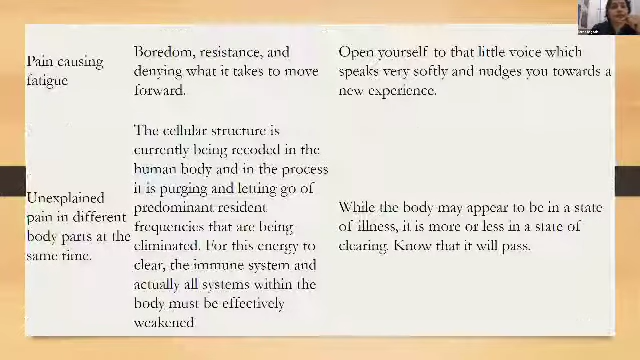 Pain causing
fatigue
Boredom, resistance, and
denying what it takes to move
forward.
Open yourself to that little voice which
speaks very softly and nudges you towards a
new experience.
Unexplained
pain in different
body parts at the
same time.
The cellular structure is
currently being recoded in the
human body and in the process
it is purging and letting go of
predominant resident
frequencies that are being
eliminated. For this energy to
clear, the immune system and
actually all systems within the
body must be effectively
weakened
While the body may appear to be in a state
of illness, it is more or less in a state of
clearing. Know that it will pass.